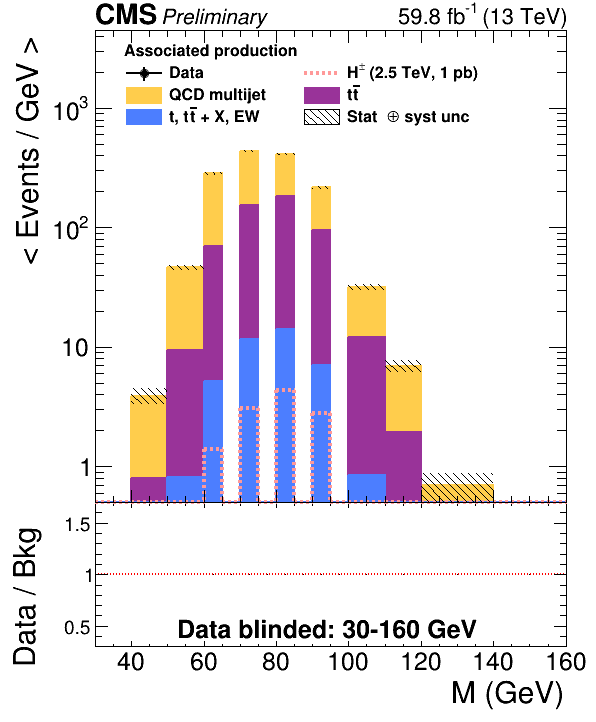 CMS Preliminary 59.8 fb⁻¹ (13 TeV)
< Events / GeV >
Associated production
Data
H± (2.5 TeV, 1 pb)
QCD multijet
tt̄
t, tt̄ + X, EW
Stat ⊕ syst unc
10³
10²
10
1
Data / Bkg
1.5
1
0.5
Data blinded: 30-160 GeV
40 60 80 100 120 140 160
M (GeV)